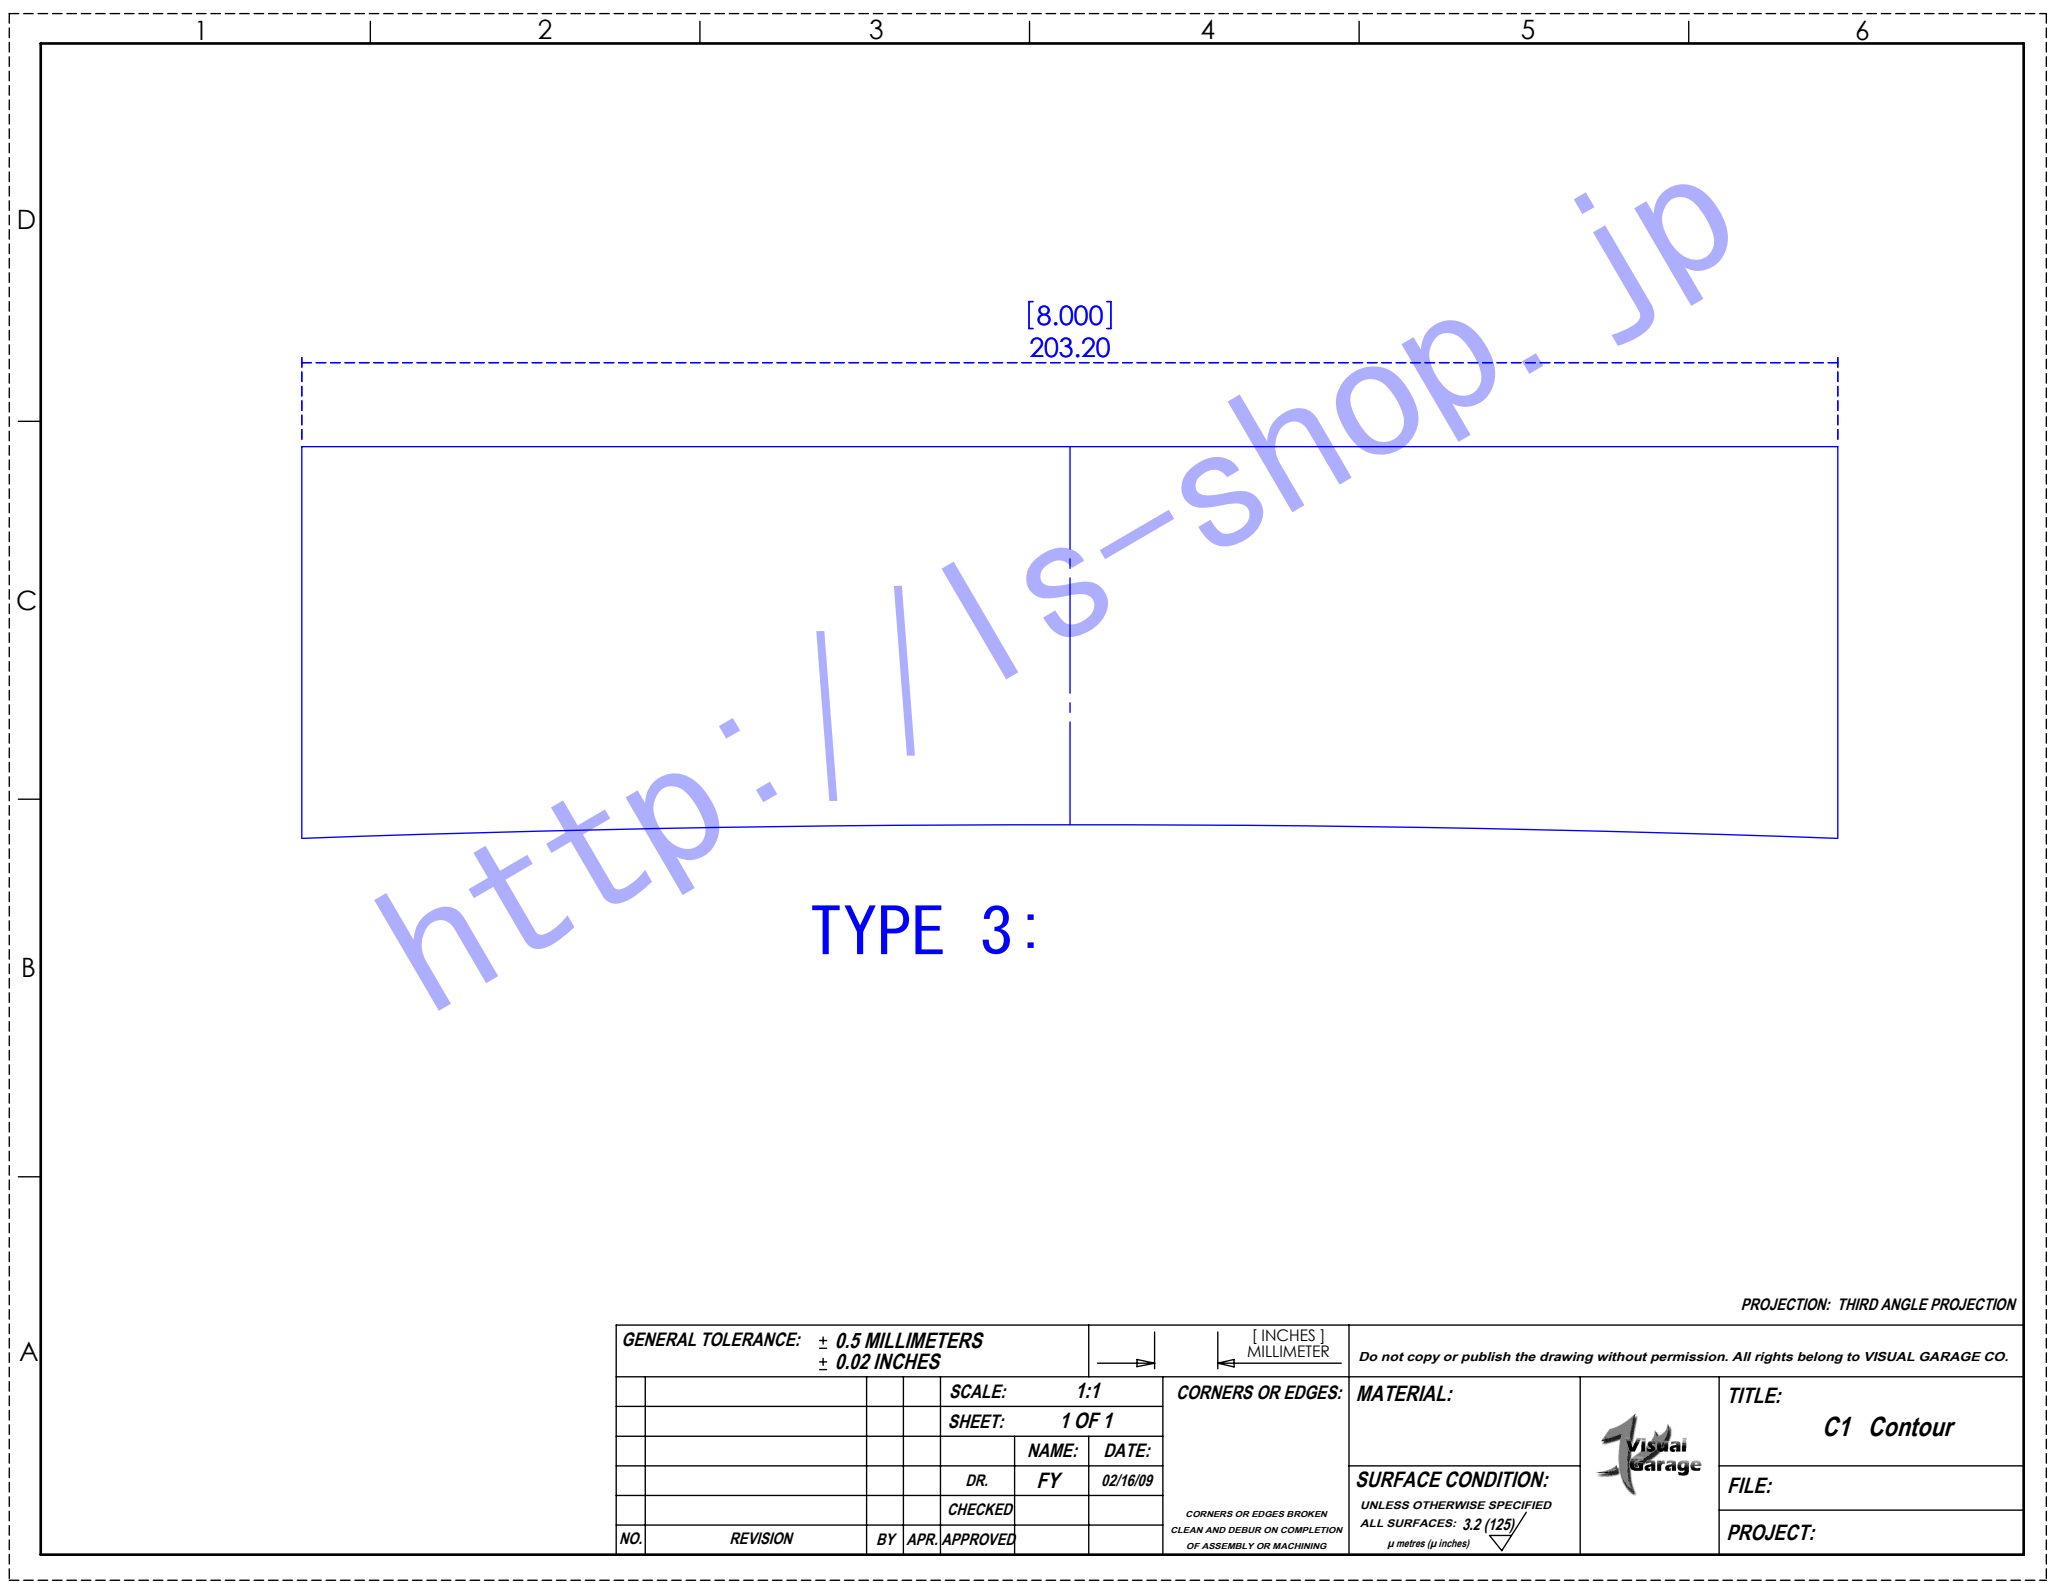 1 2 3 4 5 6
D
[8.000]
203.20
http://ls-shop.jp
C
TYPE 3:
B
PROJECTION: THIRD ANGLE PROJECTION
A
GENERAL TOLERANCE: ± 0.5 MILLIMETERS
± 0.02 INCHES
[ INCHES ]
MILLIMETER
Do not copy or publish the drawing without permission. All rights belong to VISUAL GARAGE CO.
SCALE: 1:1
SHEET: 1 OF 1
NAME: DATE:
DR. FY 02/16/09
CHECKED
NO. REVISION BY APR. APPROVED
CORNERS OR EDGES:
CORNERS OR EDGES BROKEN
CLEAN AND DEBUR ON COMPLETION
OF ASSEMBLY OR MACHINING
MATERIAL:
SURFACE CONDITION:
UNLESS OTHERWISE SPECIFIED
ALL SURFACES: 3.2 (125)
µ metres (µ inches)
Visual
Garage
TITLE:
C1 Contour
FILE:
PROJECT: